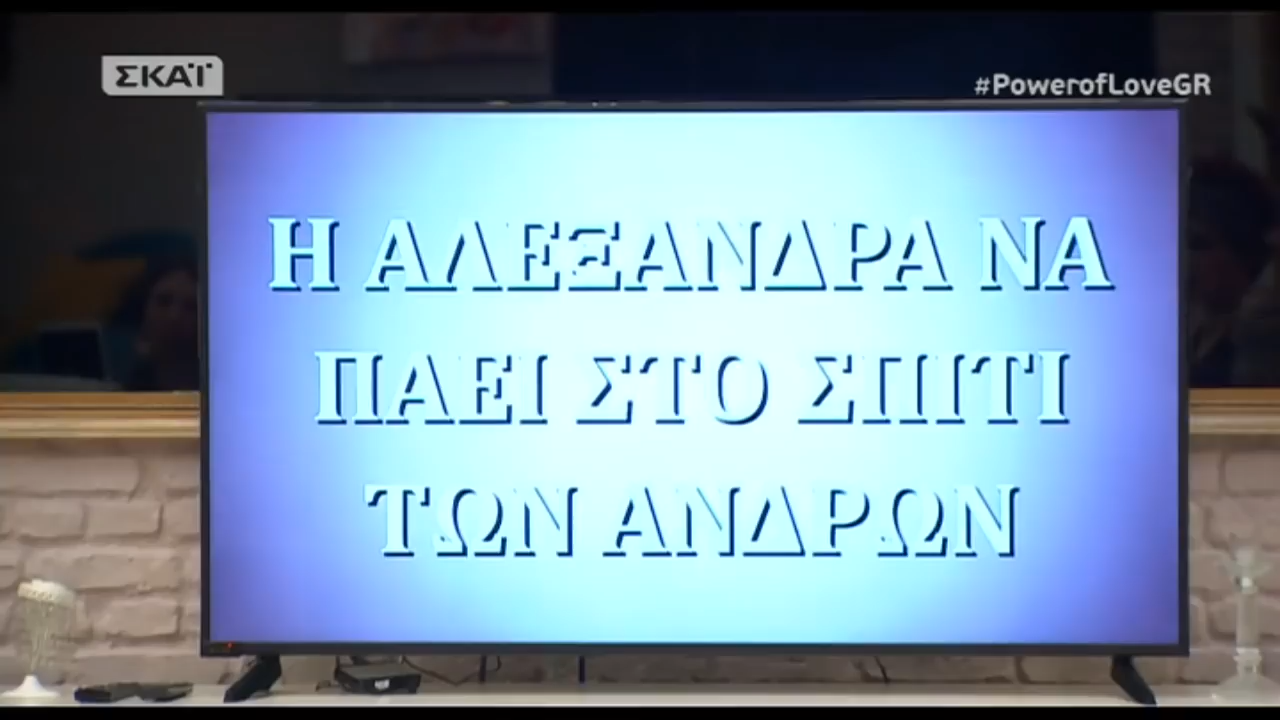 ΣΚΑΪ
#PowerofLoveGR
Η ΑΛΕΞΑΝΔΡΑ ΝΑ
ΠΑΕΙ ΣΤΟ ΣΠΙΤΙ
ΤΩΝ ΑΝΔΡΩΝ